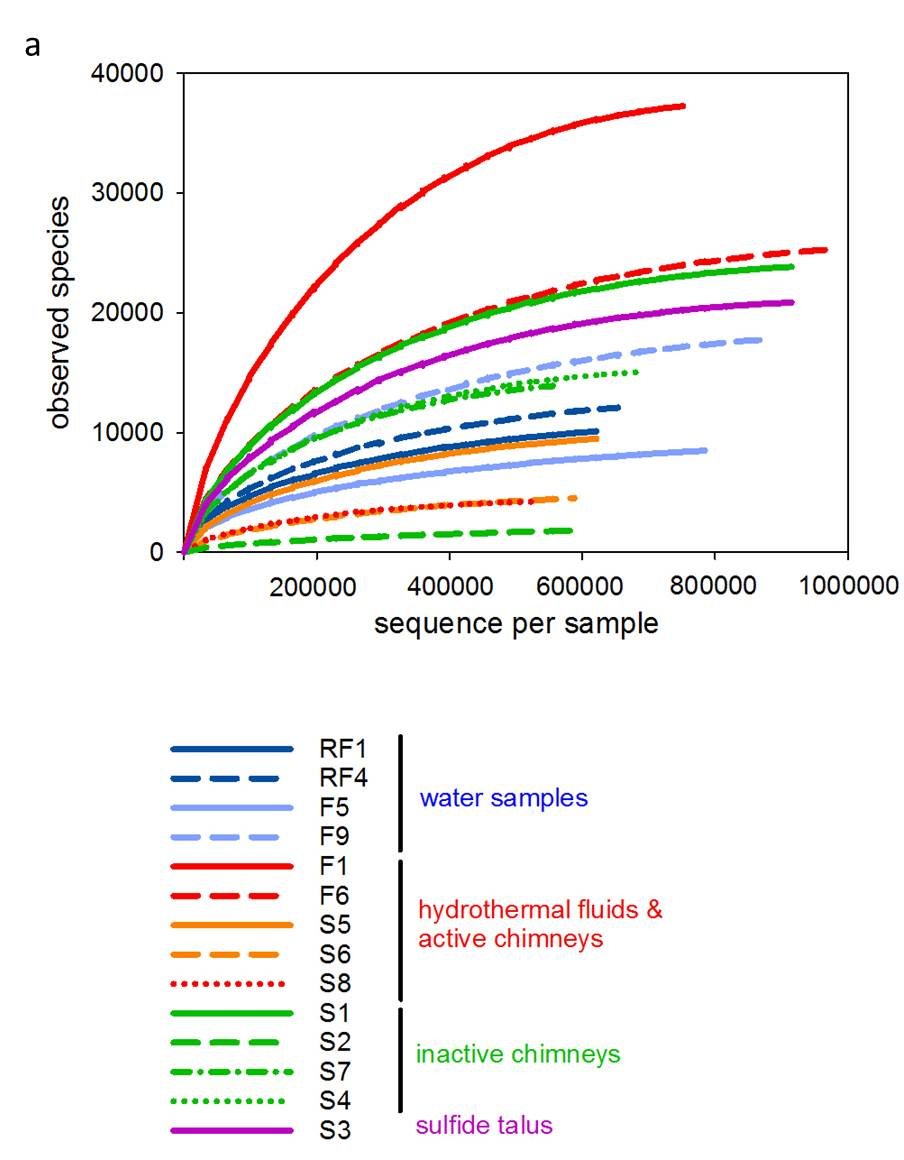 a
40000
30000
20000
10000
0
observed species
200000 400000 600000 800000 1000000
sequence per sample
RF1
RF4
F5
F9
water samples
F1
F6
S5
S6
S8
hydrothermal fluids &
active chimneys
S1
S2
S7
S4
inactive chimneys
S3
sulfide talus